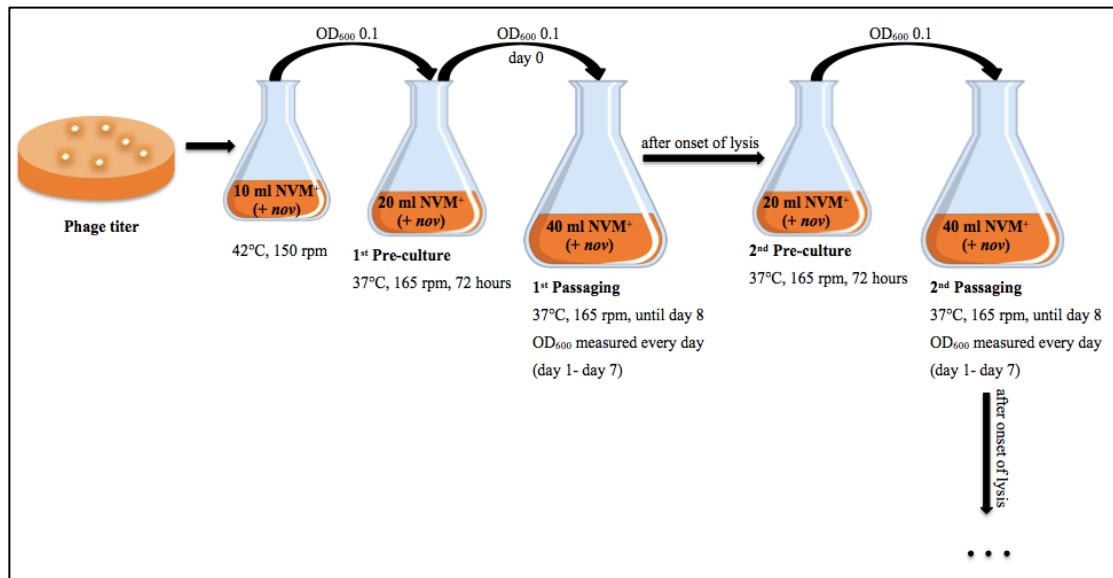 OD₆₀₀ 0.1
OD₆₀₀ 0.1
day 0
OD₆₀₀ 0.1
Phage titer
10 ml NVM⁺
(+ nov)
42°C, 150 rpm
20 ml NVM⁺
(+ nov)
1ˢᵗ Pre-culture
37°C, 165 rpm, 72 hours
40 ml NVM⁺
(+ nov)
1ˢᵗ Passaging
37°C, 165 rpm, until day 8
OD₆₀₀ measured every day
(day 1- day 7)
after onset of lysis
20 ml NVM⁺
(+ nov)
2ⁿᵈ Pre-culture
37°C, 165 rpm, 72 hours
40 ml NVM⁺
(+ nov)
2ⁿᵈ Passaging
37°C, 165 rpm, until day 8
OD₆₀₀ measured every day
(day 1- day 7)
after onset of lysis
. . .